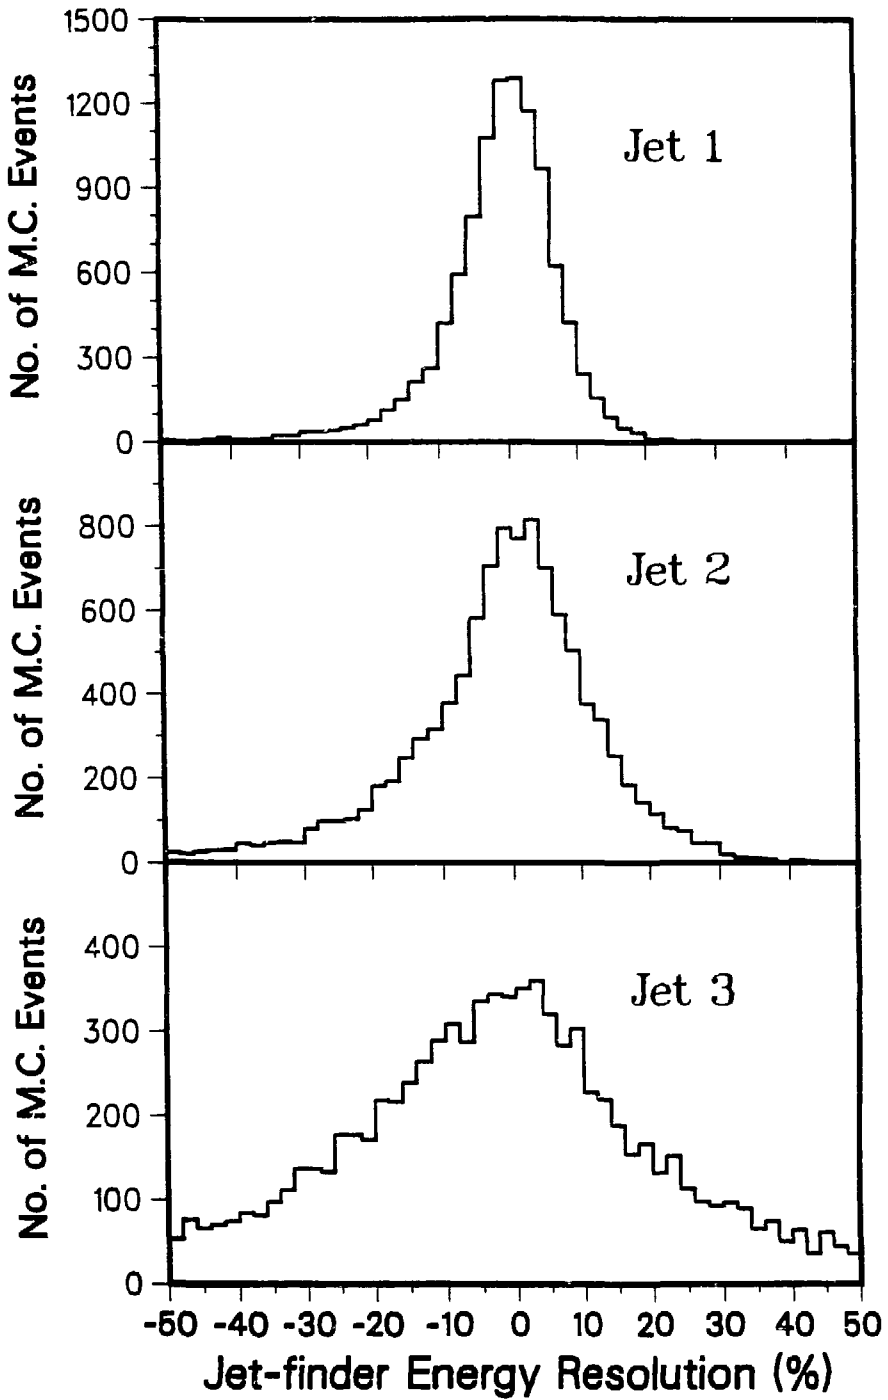 1500
1200
900
600
300
0
No. of M.C. Events
Jet 1
800
600
400
200
0
No. of M.C. Events
Jet 2
400
300
200
100
0
No. of M.C. Events
Jet 3
-50 -40 -30 -20 -10 0 10 20 30 40 50
Jet-finder Energy Resolution (%)